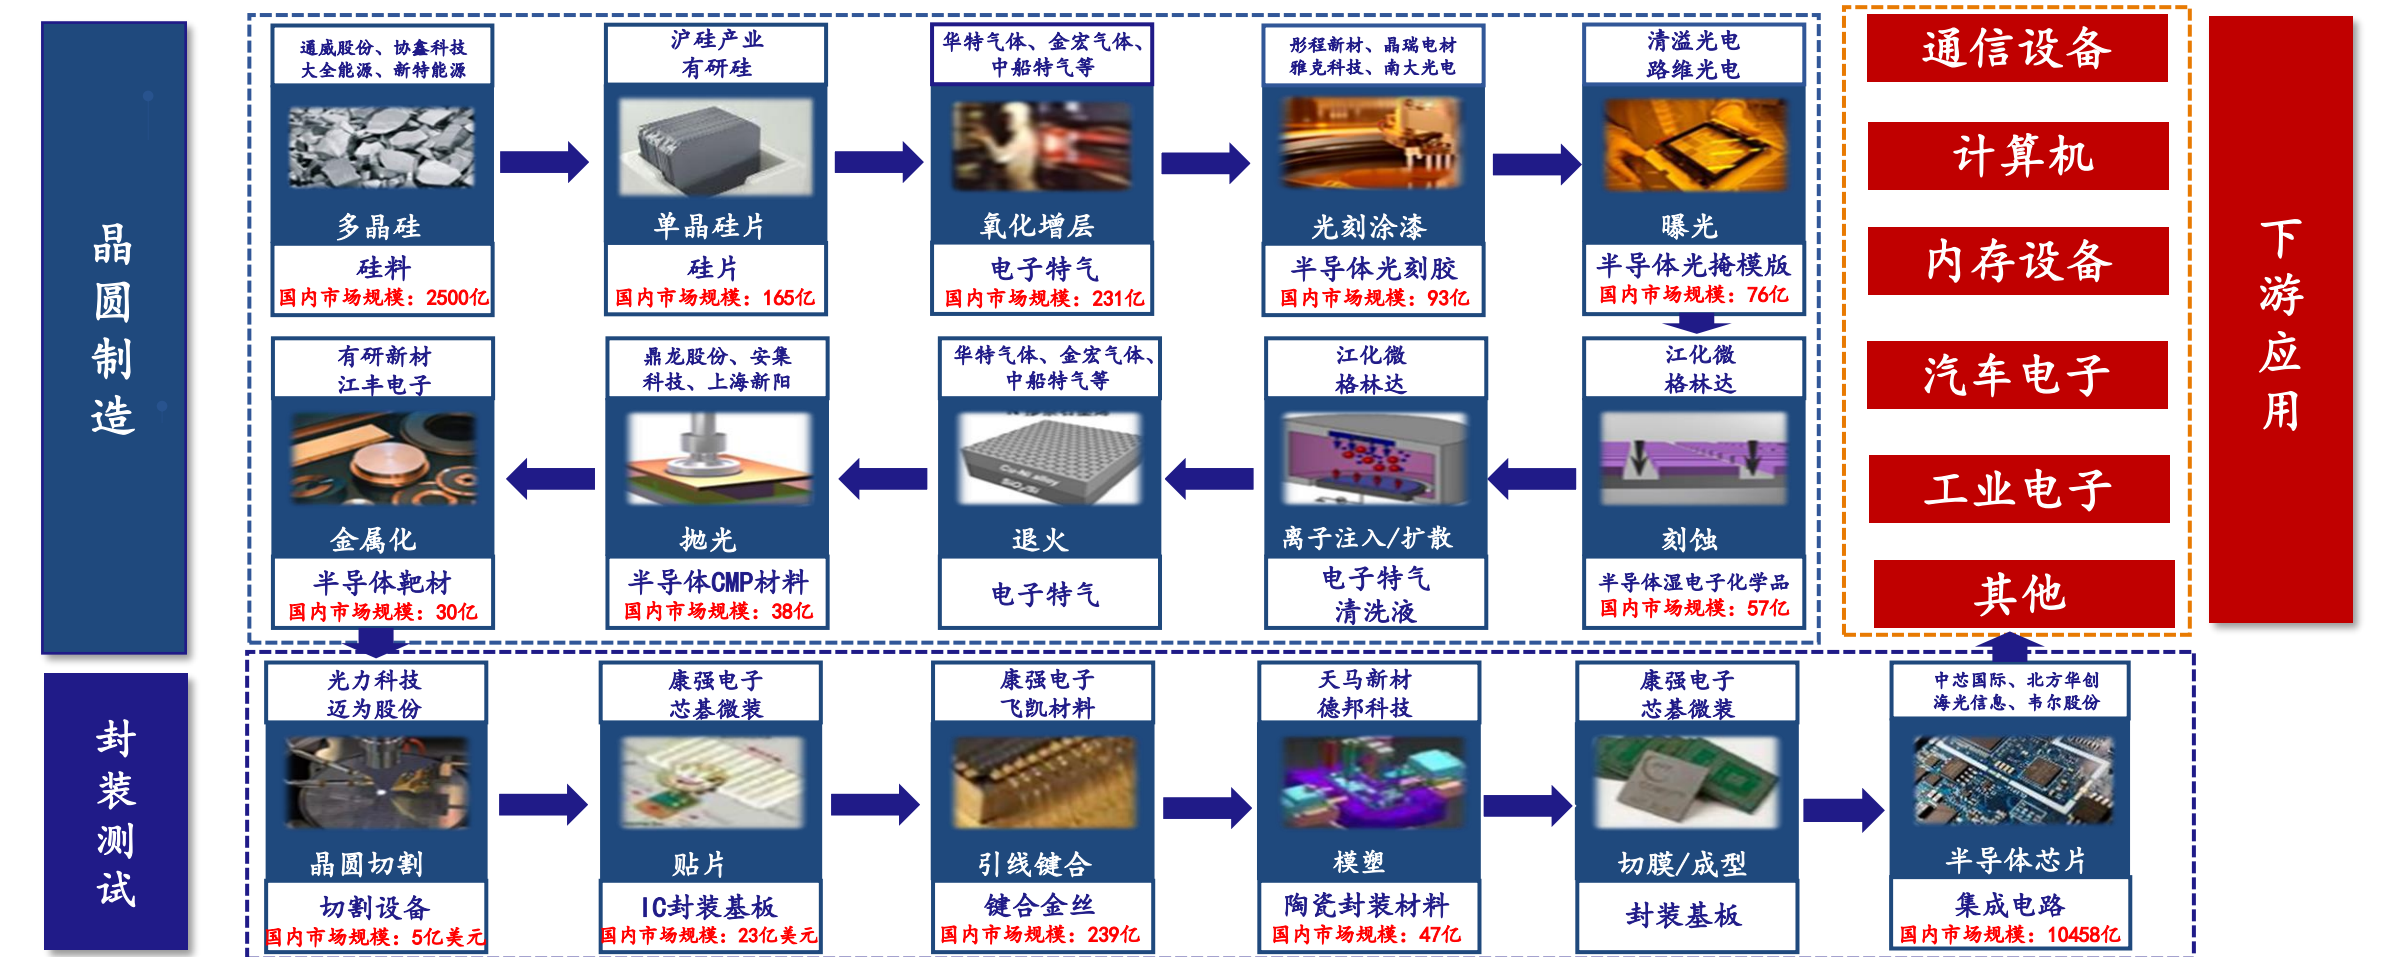 晶圆制造
通威股份、协鑫科技
大全能源、新特能源
多晶硅
硅料
国内市场规模：2500亿
沪硅产业
有研硅
单晶硅片
硅片
国内市场规模：165亿
华特气体、金宏气体、
中船特气等
氧化增层
电子特气
国内市场规模：231亿
彤程新材、晶瑞电材
雅克科技、南大光电
光刻涂漆
半导体光刻胶
国内市场规模：93亿
清溢光电
路维光电
曝光
半导体光掩模版
国内市场规模：76亿
有研新材
江丰电子
金属化
半导体靶材
国内市场规模：30亿
鼎龙股份、安集
科技、上海新阳
抛光
半导体CMP材料
国内市场规模：38亿
华特气体、金宏气体、
中船特气等
Cu-Ni alloy
SiO₂/Si
退火
电子特气
江化微
格林达
离子注入/扩散
电子特气
清洗液
江化微
格林达
刻蚀
半导体湿电子化学品
国内市场规模：57亿
封装测试
光力科技
迈为股份
晶圆切割
切割设备
国内市场规模：5亿美元
康强电子
芯碁微装
贴片
IC封装基板
国内市场规模：23亿美元
康强电子
飞凯材料
引线键合
键合金丝
国内市场规模：239亿
天马新材
德邦科技
模塑
陶瓷封装材料
国内市场规模：47亿
康强电子
芯碁微装
切膜/成型
封装基板
中芯国际、北方华创
海光信息、韦尔股份
半导体芯片
集成电路
国内市场规模：10458亿
通信设备
计算机
内存设备
汽车电子
工业电子
其他
下游应用